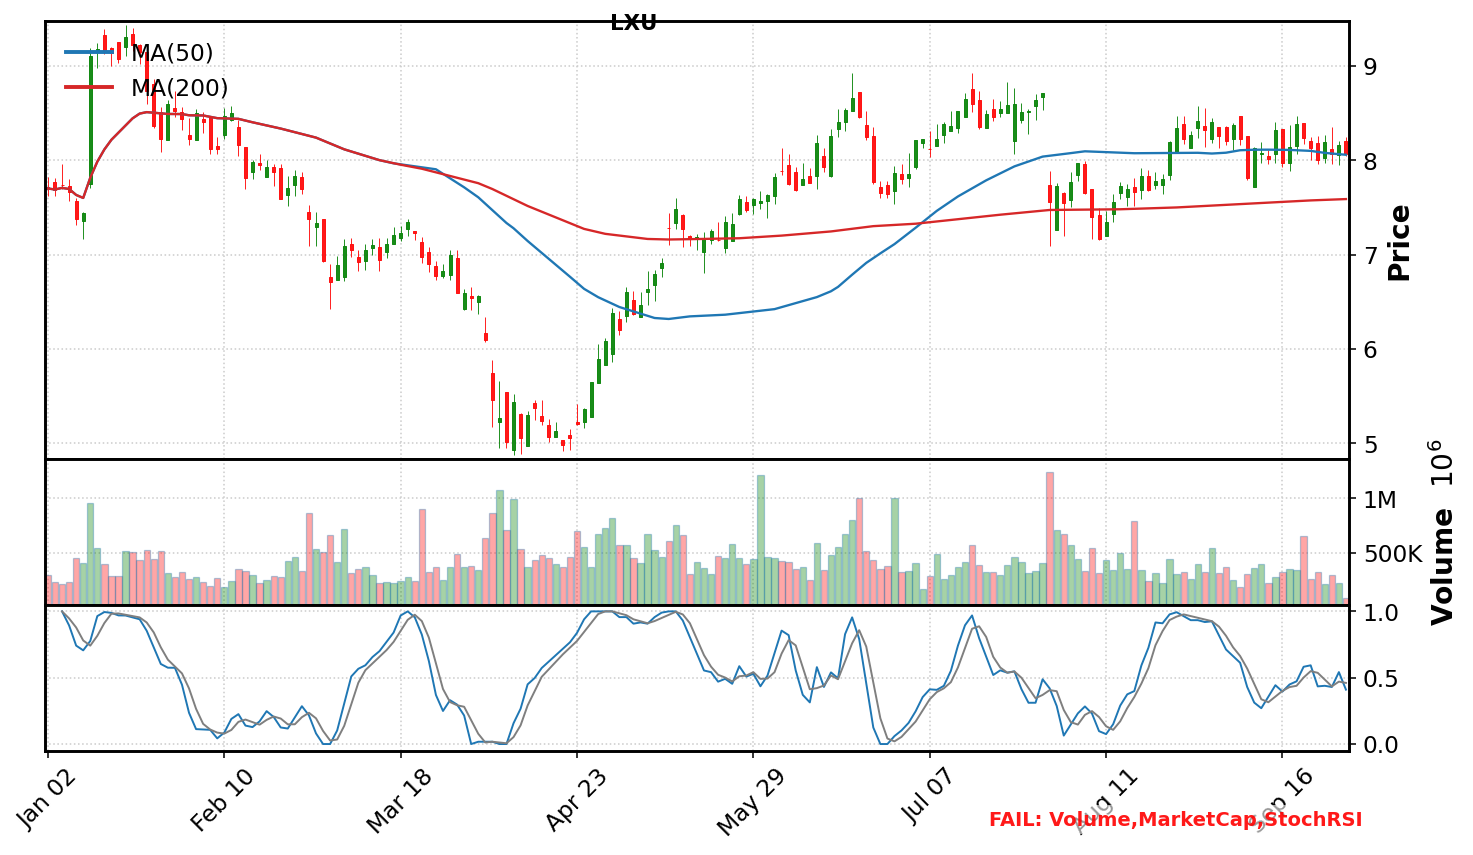 LXU
MA(50)
MA(200)
9
8
7
6
5
Price
10^6
1M
500K
Volume
1.0
0.5
0.0
Jan 02
Feb 10
Mar 18
Apr 23
May 29
Jul 07
Aug 11
Sep 16
FAIL: Volume,MarketCap,StochRSI